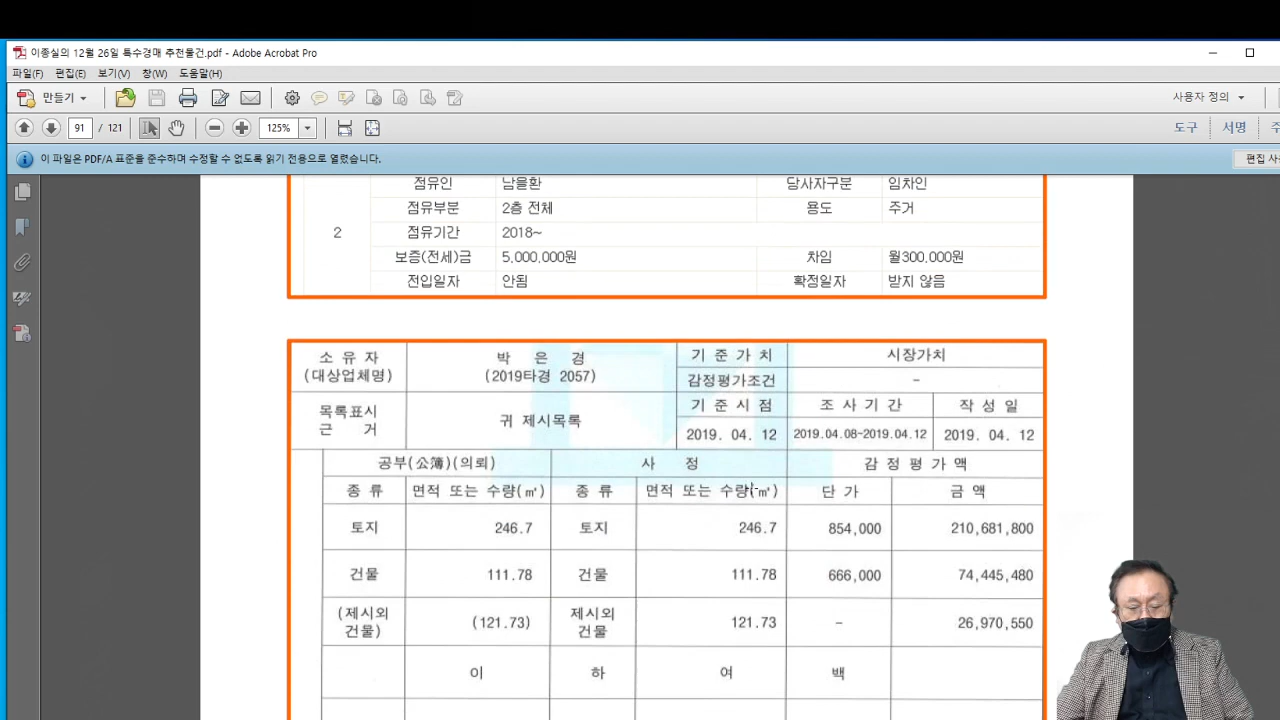 이종실의 12월 26일 특수경매 추천물건.pdf - Adobe Acrobat Pro
파일(F) 편집(E) 보기(V) 창(W) 도움말(H)
만들기 사용자 정의
91 / 121 125% 도구 서명
이 파일은 PDF/A 표준을 준수하며 수정할 수 없도록 읽기 전용으로 열렸습니다. 편집 사
점유인 남을환 당사자구분 임차인
점유부분 2층 전체 용도 주거
2 점유기간 2018~
보증(전세)금 5,000,000원 차임 월300,000원
전입일자 안됨 확정일자 받지 않음
소 유 자 박 은 경 기 준 가 치 시장가치
(대상업체명) (2019타경 2057) 감정평가조건 -
목록표시 귀 제시목록 기 준 시 점 조 사 기 간 작 성 일
근 거 2019. 04. 12 2019.04.08~2019.04.12 2019. 04. 12
공부(公簿)(의뢰) 사 정 감 정 평 가 액
종 류 면적 또는 수량(㎡) 종 류 면적 또는 수량(㎡) 단 가 금 액
토지 246.7 토지 246.7 854,000 210,681,800
건물 111.78 건물 111.78 666,000 74,445,480
(제시외 건물) (121.73) 제시외 건물 121.73 - 26,970,550
이 하 여 백